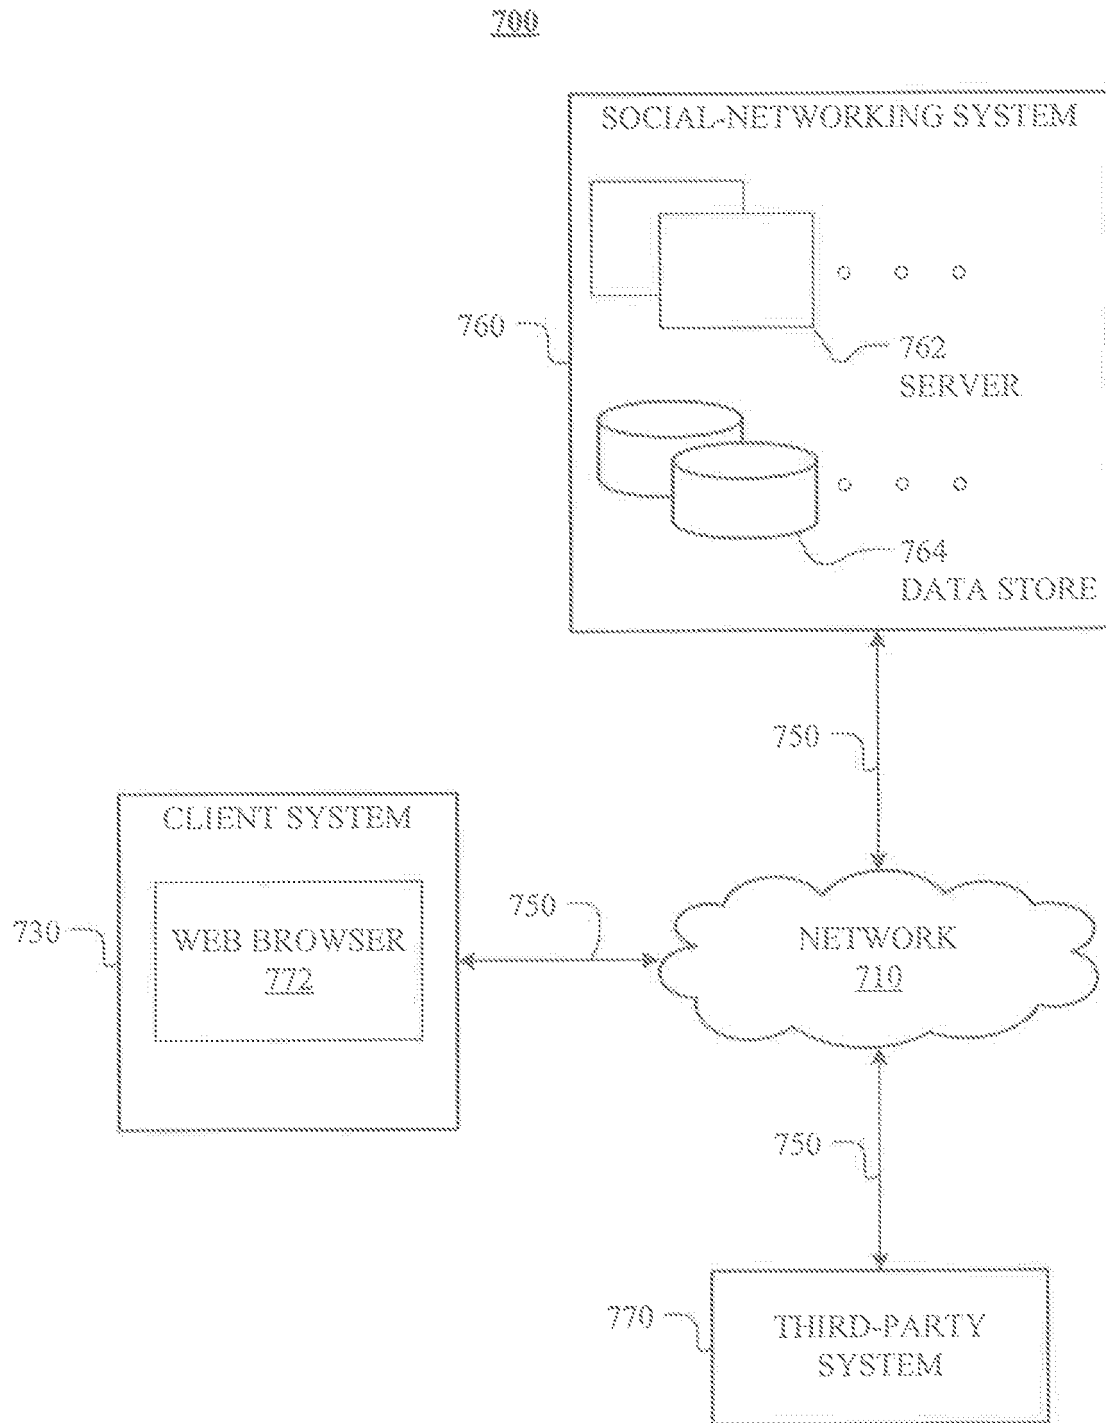 700
SOCIAL-NETWORKING SYSTEM
760
762
SERVER
764
DATA STORE
750
CLIENT SYSTEM
730
WEB BROWSER
772
750
NETWORK
710
750
770
THIRD-PARTY
SYSTEM